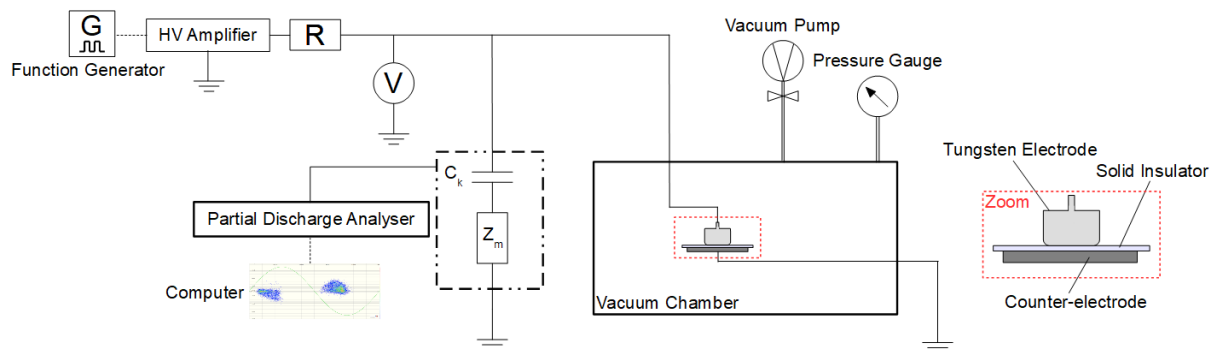 G
HV Amplifier
R
Function Generator
V
Vacuum Pump
Pressure Gauge
C k
Z m
Partial Discharge Analyser
Computer
Vacuum Chamber
Tungsten Electrode
Solid Insulator
Zoom
Counter-electrode